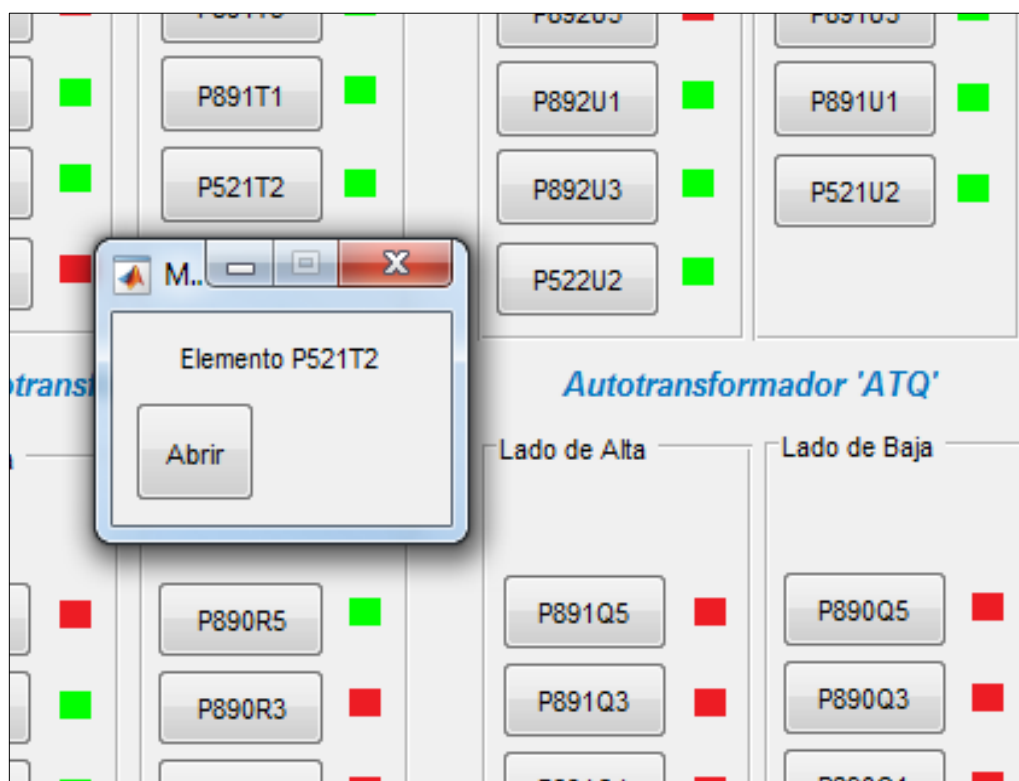 P891T1
P892U1
P891U1
P521T2
P892U3
P521U2
P522U2
M...
Elemento P521T2
Abrir
Autotransformador 'ATQ'
Lado de Alta
Lado de Baja
P890R5
P891Q5
P890Q5
P890R3
P891Q3
P890Q3